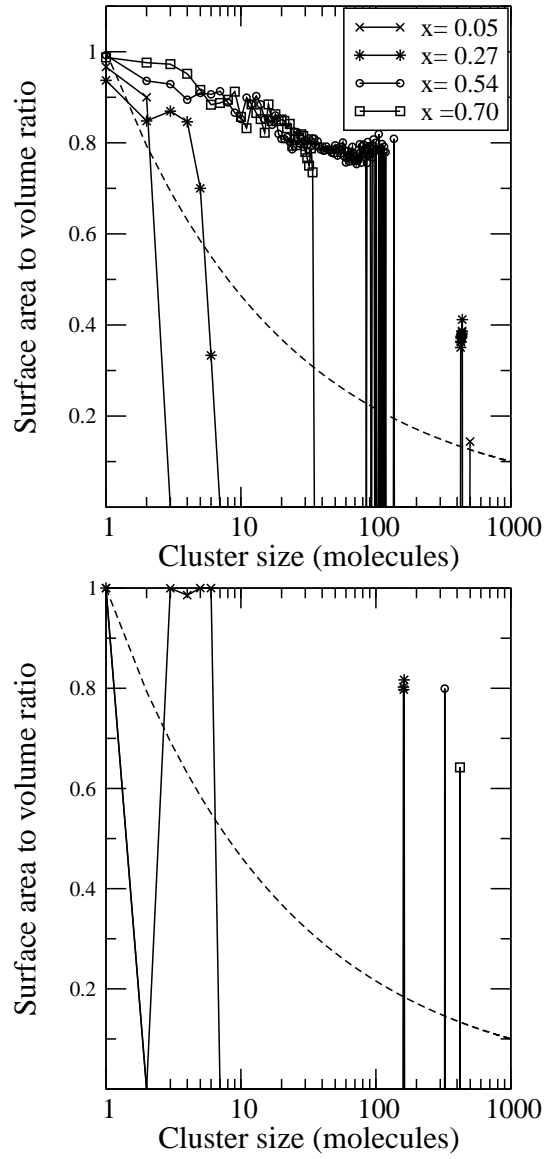 x= 0.05
x= 0.27
x= 0.54
x =0.70
1
0.8
0.6
0.4
0.2
Surface area to volume ratio
1 10 100 1000
Cluster size (molecules)
1
0.8
0.6
0.4
0.2
Surface area to volume ratio
1 10 100 1000
Cluster size (molecules)